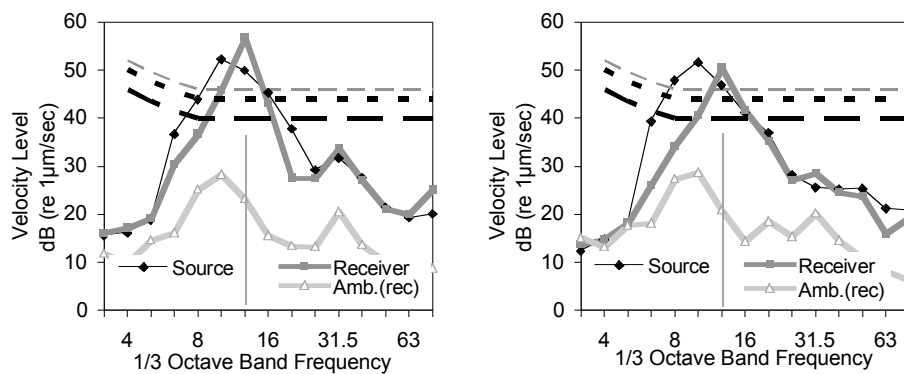 60
50
40
30
20
10
0
Velocity Level
dB (re 1µm/sec)
Source
Receiver
Amb.(rec)
4 8 16 31.5 63
1/3 Octave Band Frequency
60
50
40
30
20
10
0
Velocity Level
dB (re 1µm/sec)
Source
Receiver
Amb.(rec)
4 8 16 31.5 63
1/3 Octave Band Frequency